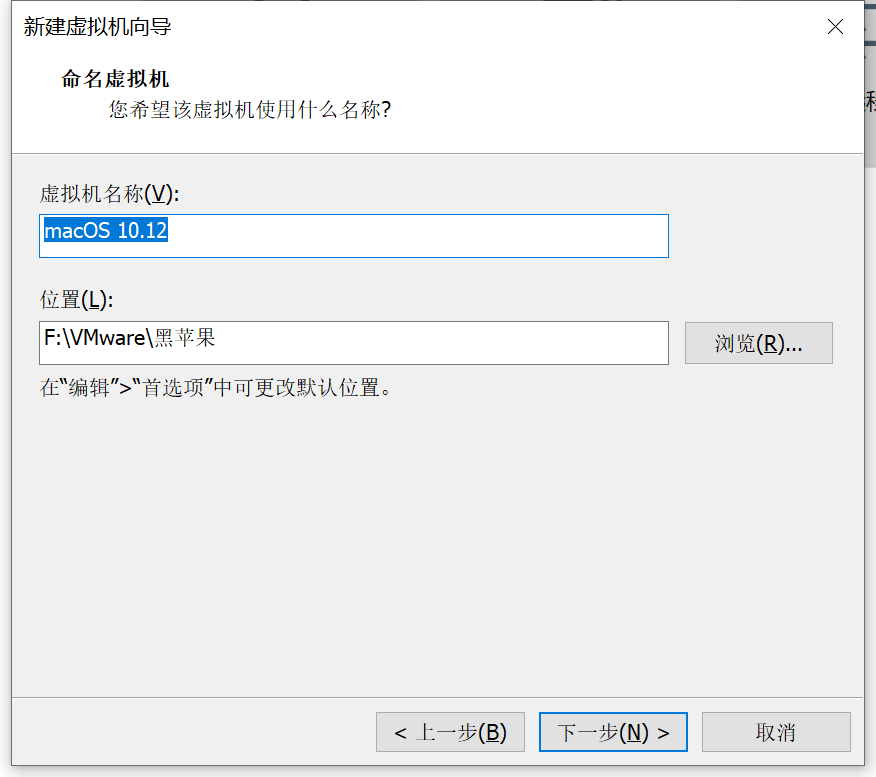 新建虚拟机向导
命名虚拟机
您希望该虚拟机使用什么名称?
虚拟机名称(V):
macOS 10.12
位置(L):
F:\VMware\黑苹果
浏览(R)...
在“编辑”>“首选项”中可更改默认位置。
< 上一步(B)
下一步(N) >
取消